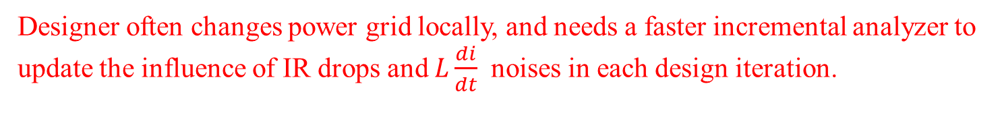 Designer often changes power grid locally, and needs a faster incremental analyzer to
update the influence of IR drops and L di/dt noises in each design iteration.